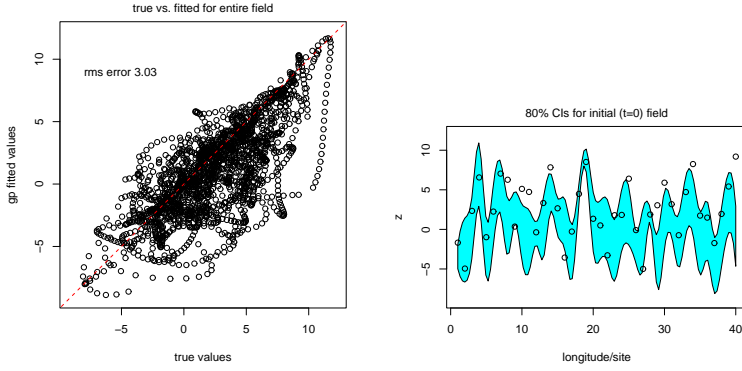 true vs. fitted for entire field
rms error 3.03
gp fitted values
10
5
0
−5
−5 0 5 10
true values
80% CIs for initial (t=0) field
z
10
5
0
−5
0 10 20 30 40
longitude/site